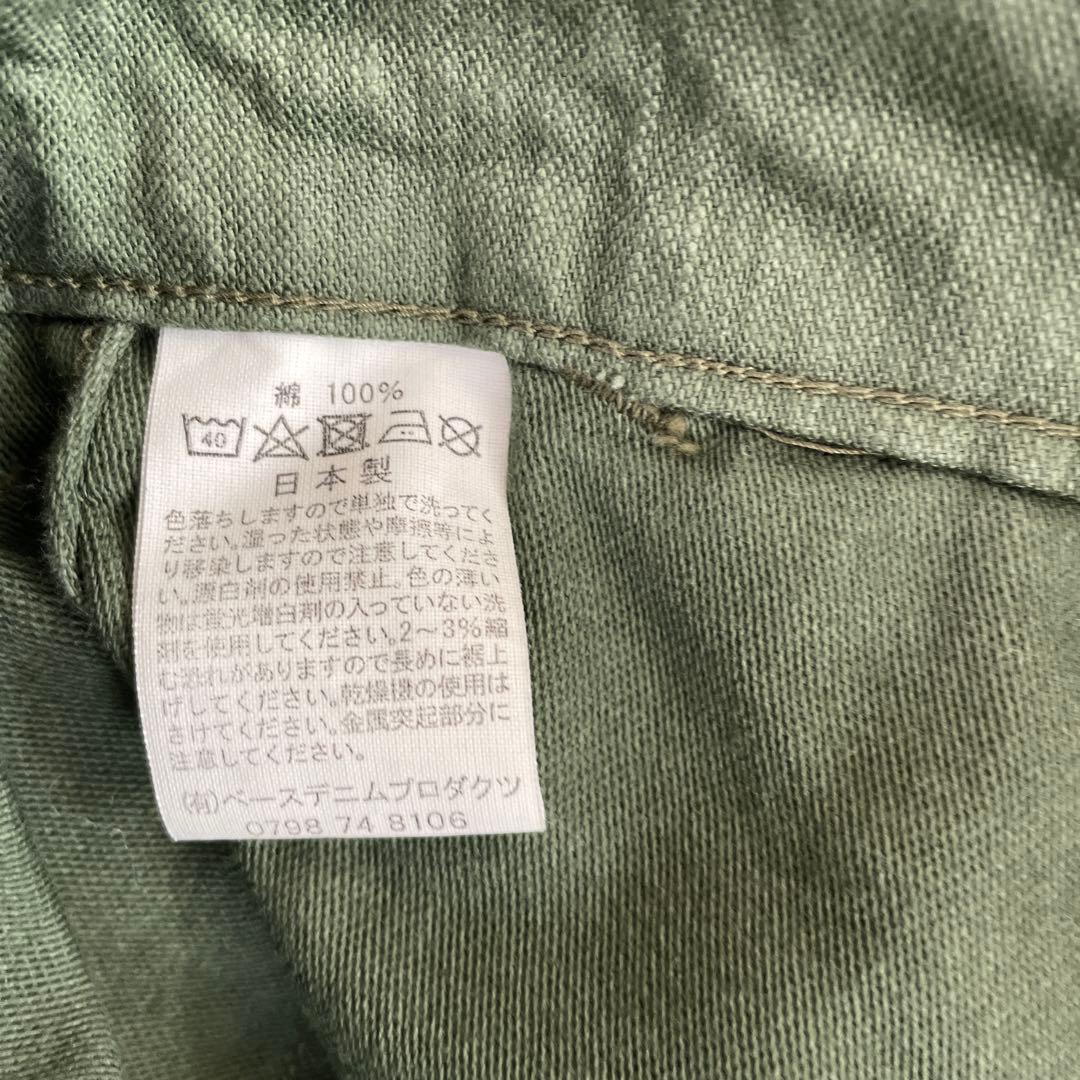 綿 100%
40
日本製
色落ちしますので単独で洗ってく
ださい。湿った状態や摩擦等によ
り移染しますので注意してくださ
い。漂白剤の使用禁止。色の薄い
物は蛍光増白剤の入っていない洗
剤を使用してください。2～3%縮
む恐れがありますので長めに裾上
げしてください。乾燥機の使用は
さけてください。金属突起部分に
注意してください。
(有)ベースデニムプロダクツ
0798 74 8106